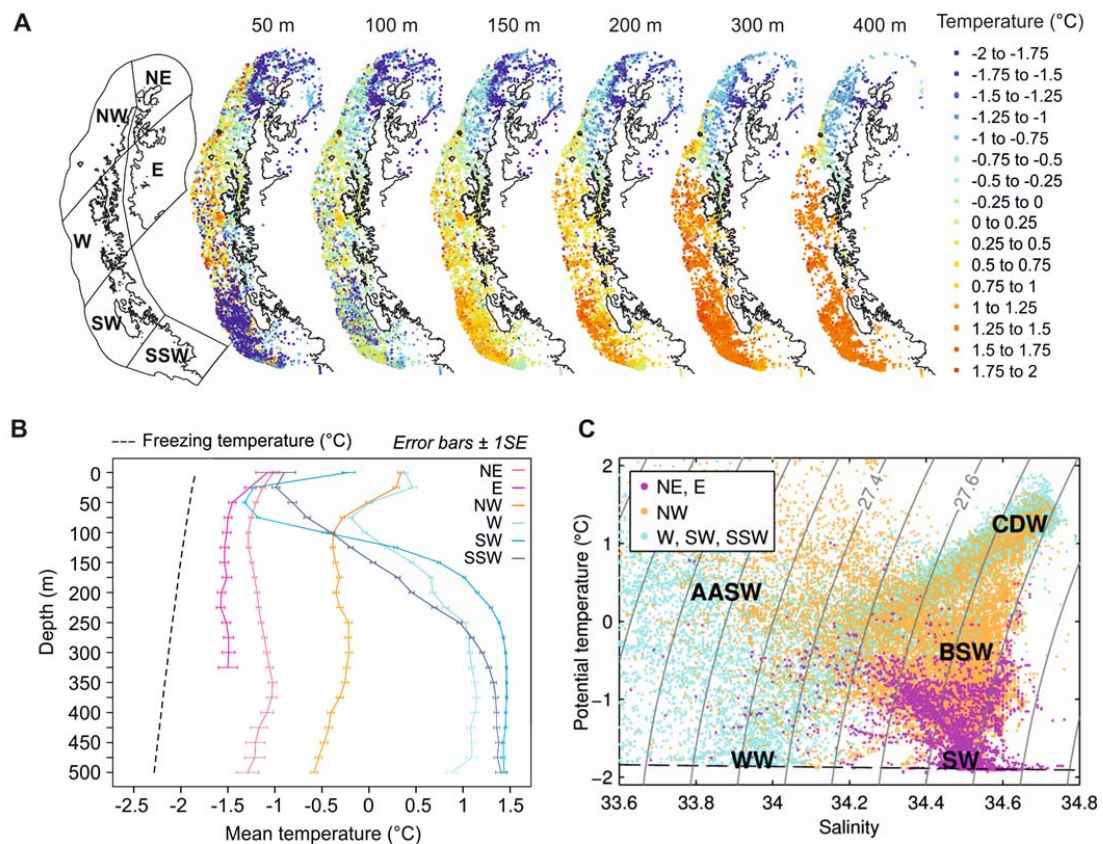 A
50 m 100 m 150 m 200 m 300 m 400 m
Temperature (°C)
-2 to -1.75
-1.75 to -1.5
-1.5 to -1.25
-1.25 to -1
-1 to -0.75
-0.75 to -0.5
-0.5 to -0.25
-0.25 to 0
0 to 0.25
0.25 to 0.5
0.5 to 0.75
0.75 to 1
1 to 1.25
1.25 to 1.5
1.5 to 1.75
1.75 to 2
NE
NW
E
W
SW
SSW
B
Freezing temperature (°C) Error bars ± 1SE
NE
E
NW
W
SW
SSW
Depth (m)
0
50
100
150
200
250
300
350
400
450
500
-2.5 -2 -1.5 -1 -0.5 0 0.5 1 1.5
Mean temperature (°C)
C
NE, E
NW
W, SW, SSW
27.4
27.6
CDW
AASW
BSW
WW
SW
Potential temperature (°C)
2
1
0
−1
−2
33.6 33.8 34 34.2 34.4 34.6 34.8
Salinity